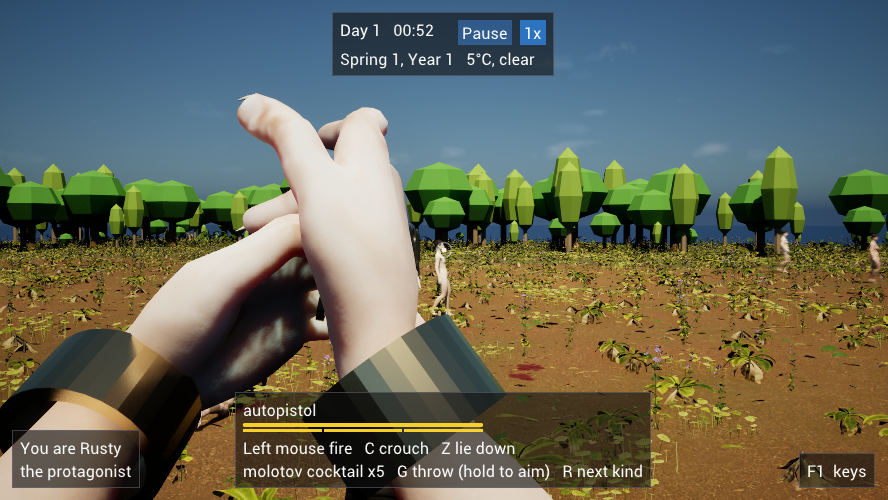 Day 1 00:52 Pause 1x
Spring 1, Year 1 5°C, clear
autopistol
Left mouse fire C crouch Z lie down
molotov cocktail x5 G throw (hold to aim) R next kind
You are Rusty
the protagonist
F1 keys